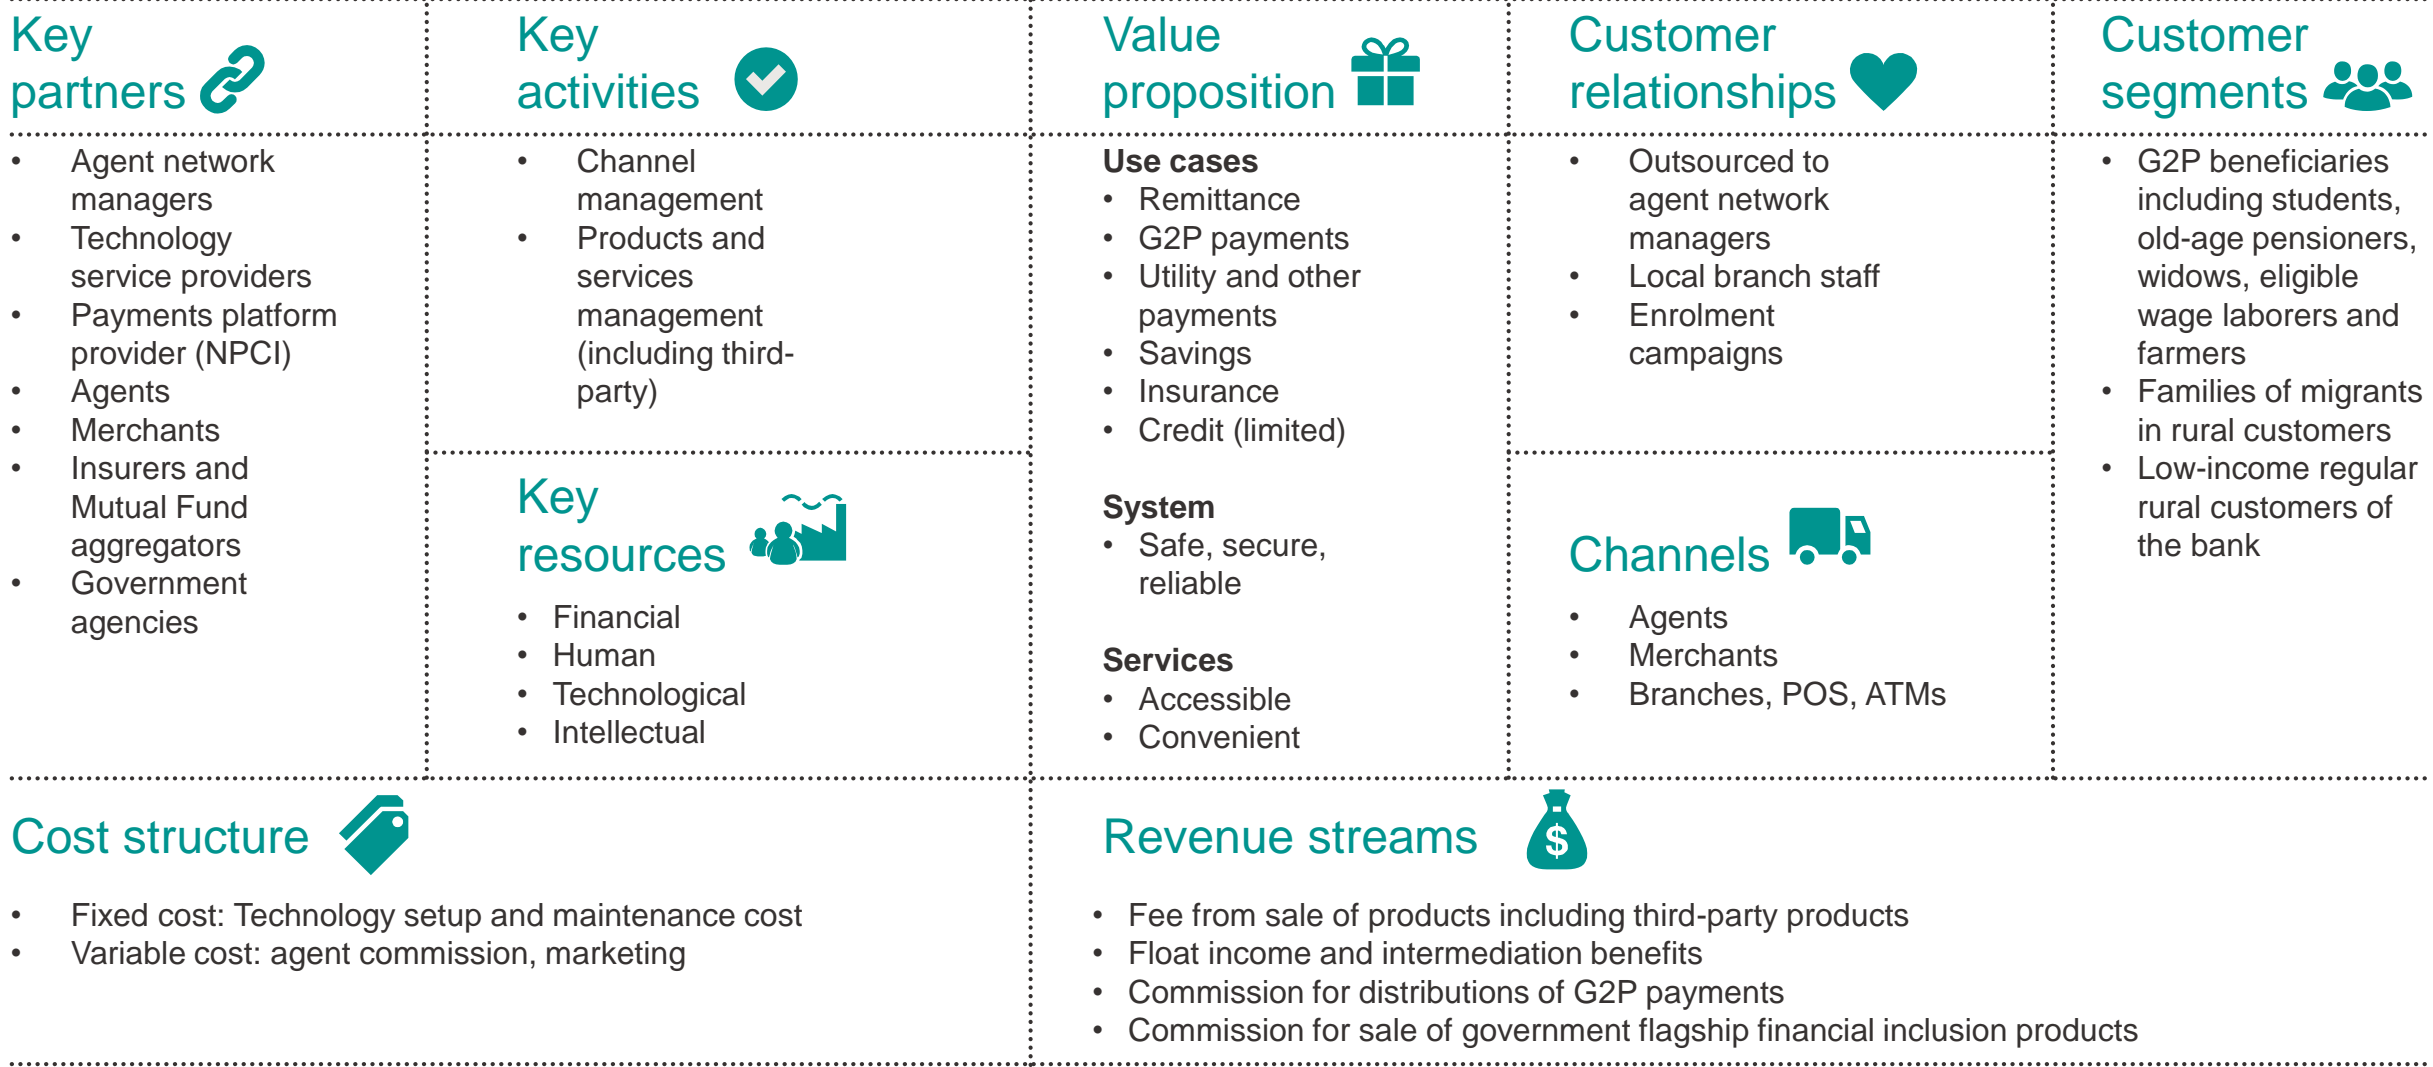 Key
partners
• Agent network
managers
• Technology
service providers
• Payments platform
provider (NPCI)
• Agents
• Merchants
• Insurers and
Mutual Fund
aggregators
• Government
agencies
Key
activities
• Channel
management
• Products and
services
management
(including third-
party)
Key
resources
• Financial
• Human
• Technological
• Intellectual
Value
proposition
Use cases
• Remittance
• G2P payments
• Utility and other
payments
• Savings
• Insurance
• Credit (limited)
System
• Safe, secure,
reliable
Services
• Accessible
• Convenient
Customer
relationships
• Outsourced to
agent network
managers
• Local branch staff
• Enrolment
campaigns
Channels
• Agents
• Merchants
• Branches, POS, ATMs
Customer
segments
• G2P beneficiaries
including students,
old-age pensioners,
widows, eligible
wage laborers and
farmers
• Families of migrants
in rural customers
• Low-income regular
rural customers of
the bank
Cost structure
• Fixed cost: Technology setup and maintenance cost
• Variable cost: agent commission, marketing
Revenue streams
$
• Fee from sale of products including third-party products
• Float income and intermediation benefits
• Commission for distributions of G2P payments
• Commission for sale of government flagship financial inclusion products